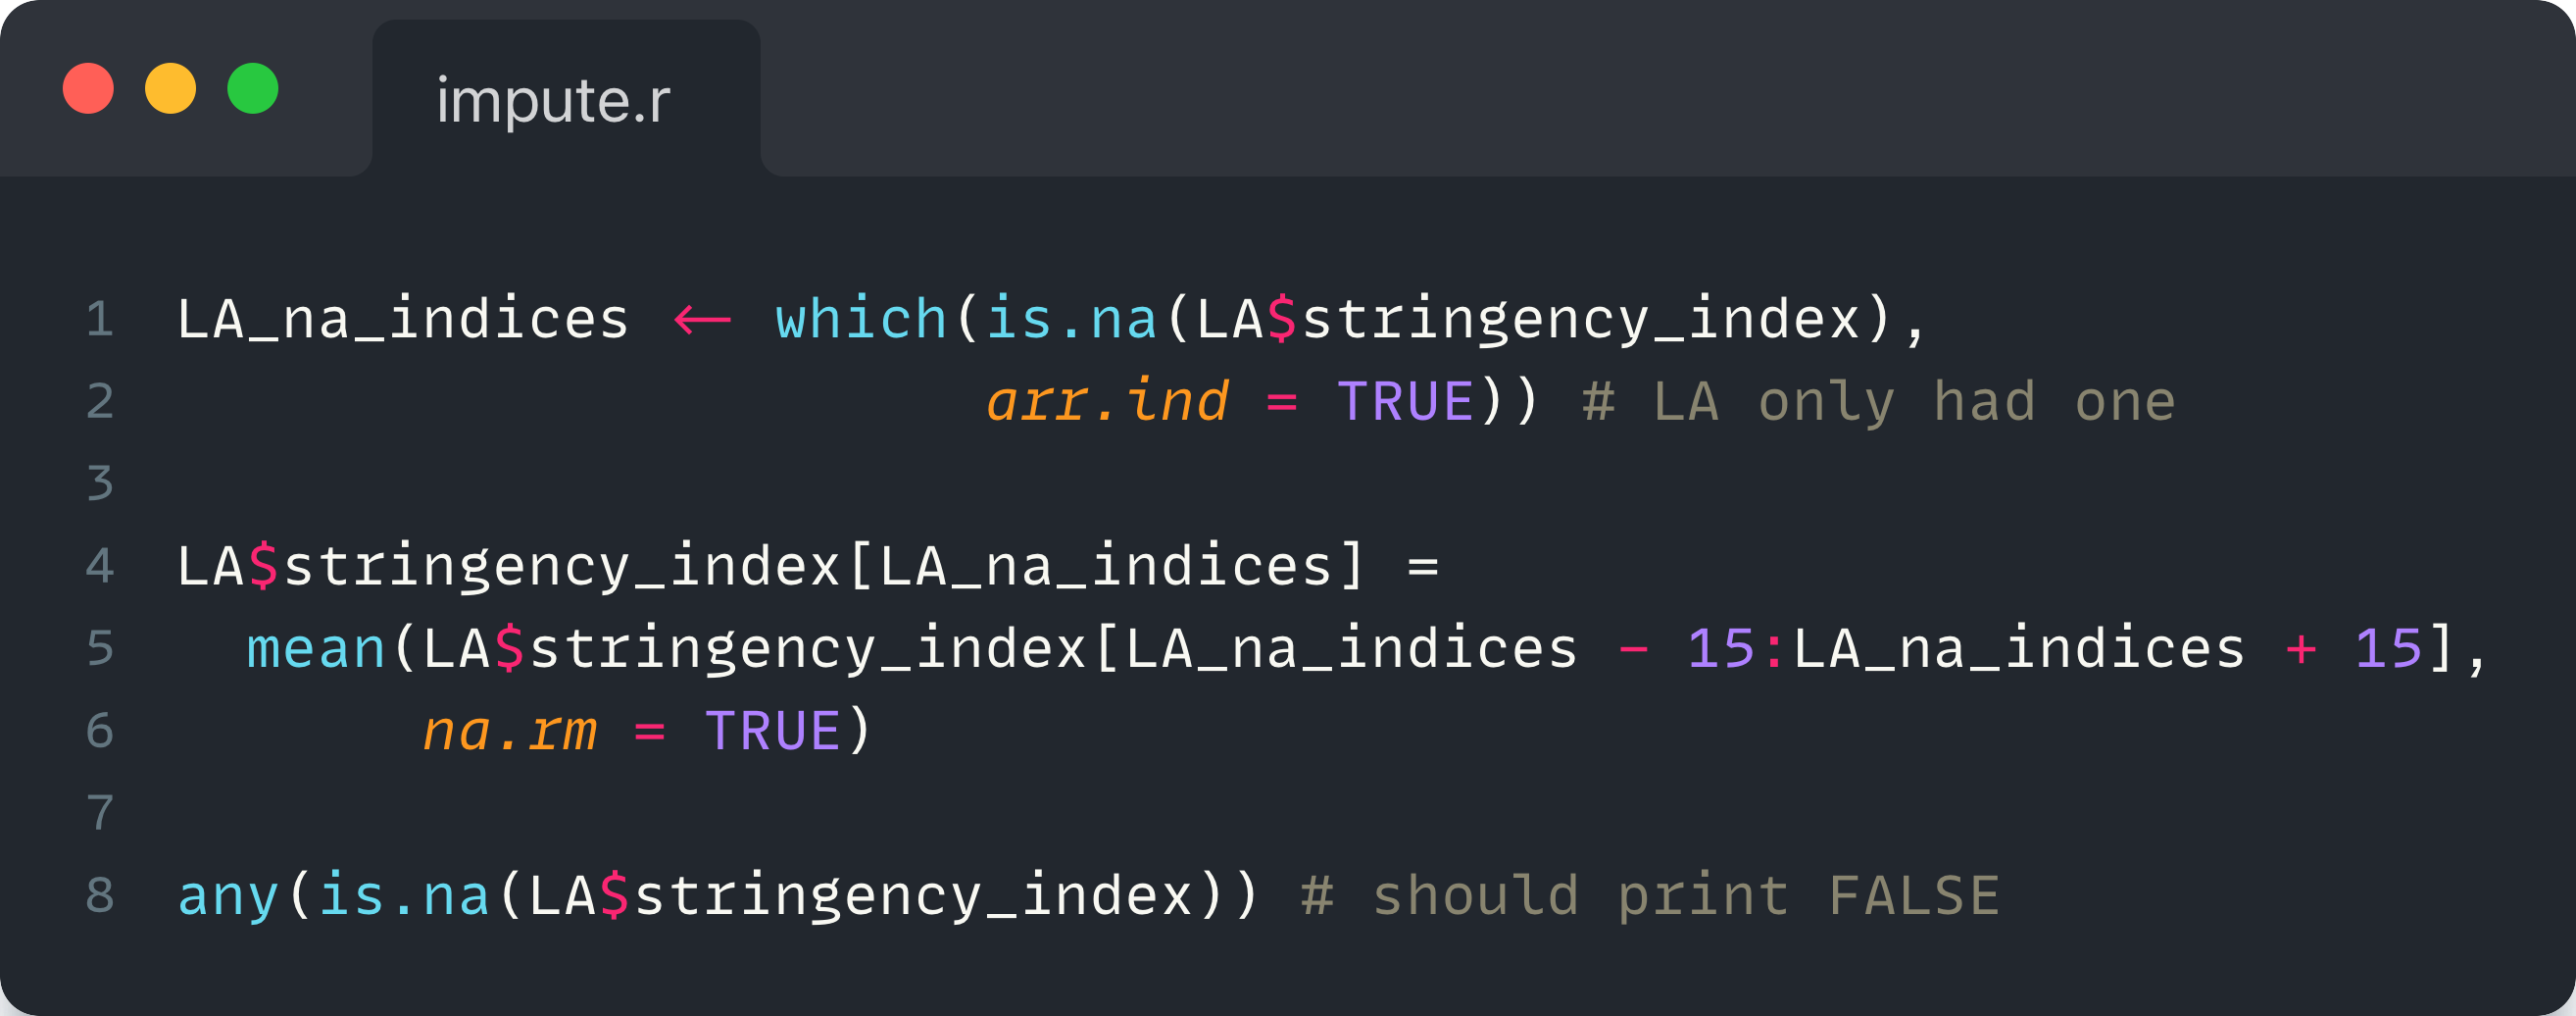 impute.r
1 LA_na_indices <- which(is.na(LA$stringency_index),
2 arr.ind = TRUE)) # LA only had one
3
4 LA$stringency_index[LA_na_indices] =
5 mean(LA$stringency_index[LA_na_indices - 15:LA_na_indices + 15],
6 na.rm = TRUE)
7
8 any(is.na(LA$stringency_index)) # should print FALSE